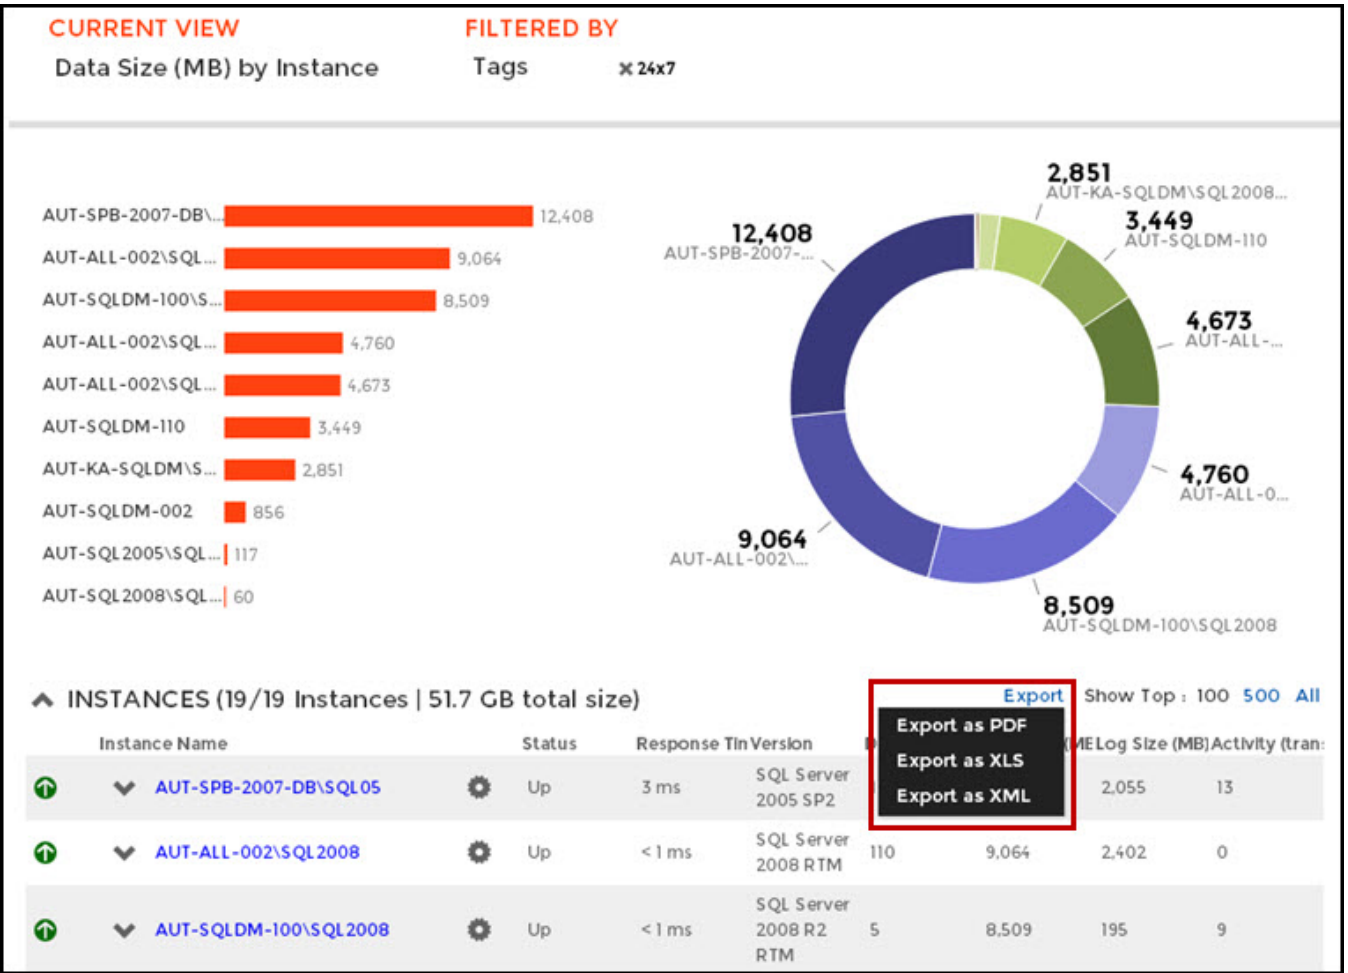 CURRENT VIEW FILTERED BY
Data Size (MB) by Instance Tags × 24x7
AUT-SPB-2007-DB\... 12,408
AUT-ALL-002\SQL... 9,064
AUT-SQLDM-100\S... 8,509
AUT-ALL-002\SQL... 4,760
AUT-ALL-002\SQL... 4,673
AUT-SQLDM-110 3,449
AUT-KA-SQLDM\S... 2,851
AUT-SQLDM-002 856
AUT-SQL2005\SQL... 117
AUT-SQL2008\SQL... 60
2,851
AUT-KA-SQLDM\SQL2008...
3,449
AUT-SQLDM-110
12,408
AUT-SPB-2007-...
4,673
AUT-ALL-...
4,760
AUT-ALL-0...
9,064
AUT-ALL-002\...
8,509
AUT-SQLDM-100\SQL2008
INSTANCES (19/19 Instances | 51.7 GB total size) Export Show Top : 100 500 All
Export as PDF
Export as XLS
Export as XML
Instance Name Status Response Tin Version Log Size (MB) Activity (tran
AUT-SPB-2007-DB\SQL05 Up 3 ms SQL Server 2,055 13
2005 SP2
AUT-ALL-002\SQL2008 Up < 1 ms SQL Server 110 9,064 2,402 0
2008 RTM
AUT-SQLDM-100\SQL2008 Up < 1 ms SQL Server 5 8,509 195 9
2008 R2
RTM